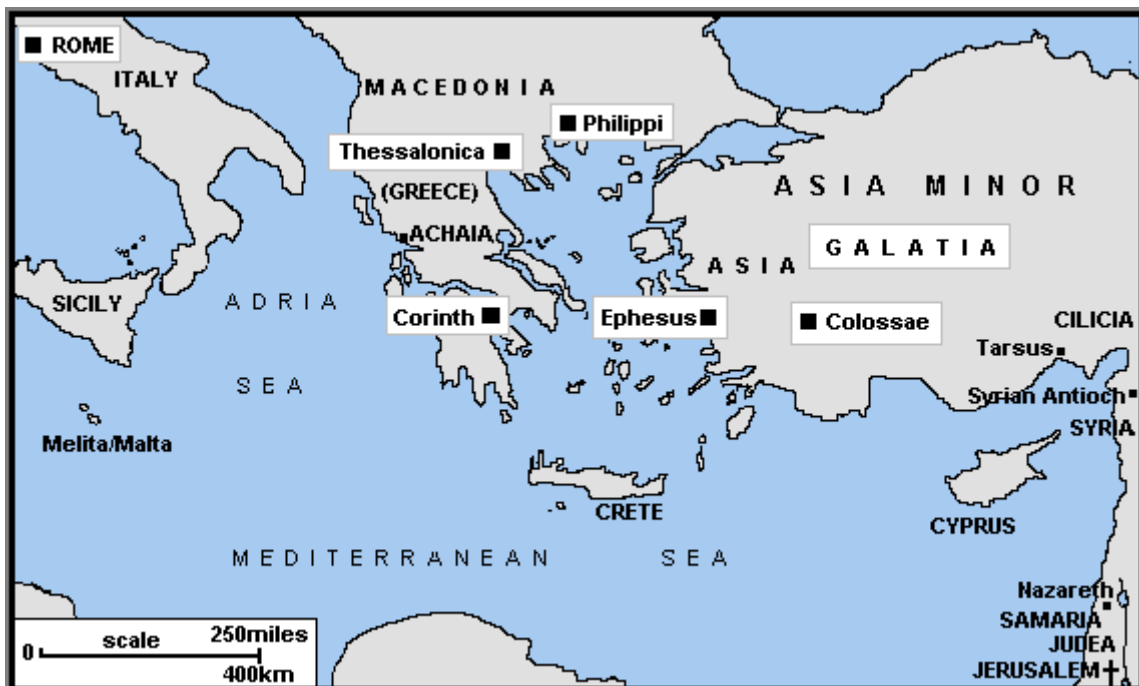 ■ ROME
ITALY
MACEDONIA
■ Philippi
Thessalonica ■
(GREECE)
ASIA MINOR
ACHAIA
GALATIA
ASIA
SICILY
ADRIA
SEA
Corinth ■
Ephesus ■
■ Colossae
CILICIA
Tarsus
Syrian Antioch
SYRIA
Melita/Malta
CRETE
CYPRUS
MEDITERRANEAN SEA
Nazareth
SAMARIA
JUDEA
JERUSALEM
scale 250miles
0
400km